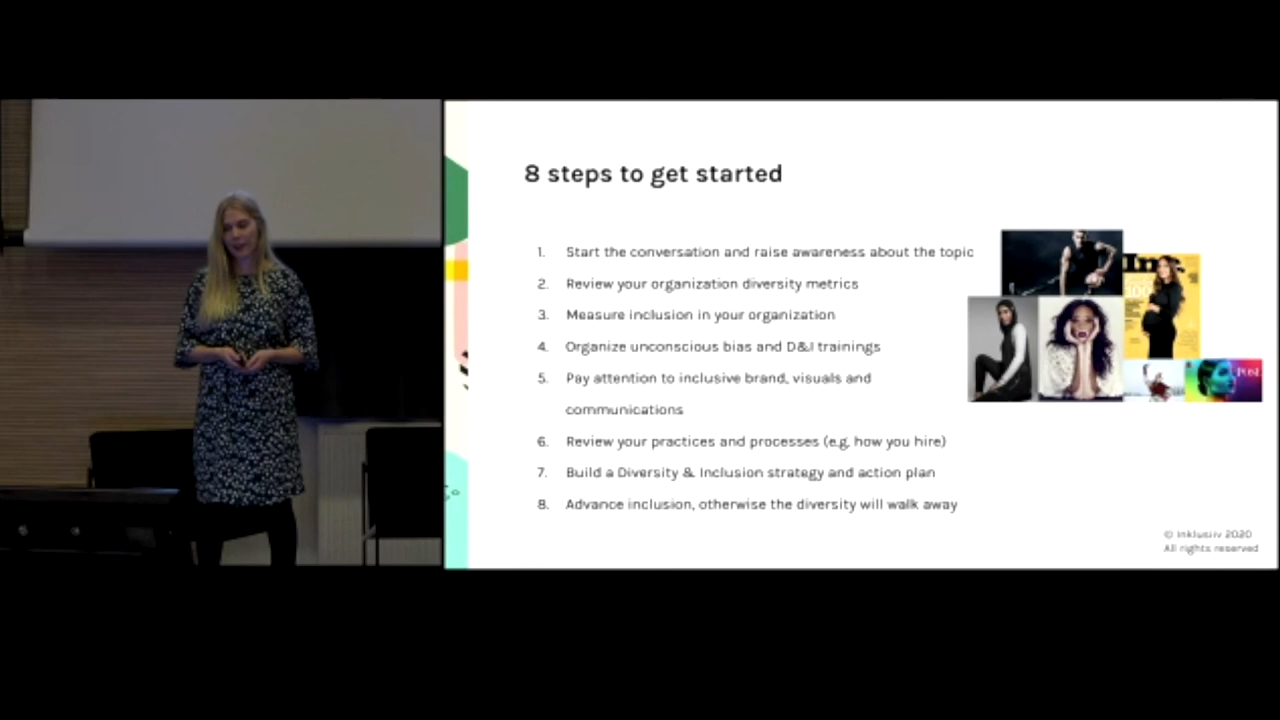 8 steps to get started
1. Start the conversation and raise awareness about the topic
2. Review your organization diversity metrics
3. Measure inclusion in your organization
4. Organize unconscious bias and D&I trainings
5. Pay attention to inclusive brand, visuals and
communications
6. Review your practices and processes (e.g. how you hire)
7. Build a Diversity & Inclusion strategy and action plan
8. Advance inclusion, otherwise the diversity will walk away
Inc.
100
© Inklusiiv 2020
All rights reserved